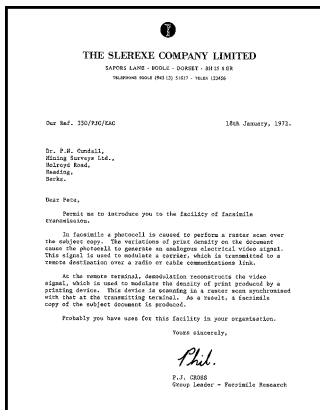 THE SLEREXE COMPANY LIMITED
SAPORS LANE - BOOLE - DORSET - BH 25 8 ER
TELEPHONE BOOLE (945 13) 51617 - TELEX 123456
Our Ref. 350/PJC/EAC
18th January, 1972.
Dr. P.N. Cundall,
Mining Surveys Ltd.,
Holroyd Road,
Reading,
Berks.
Dear Pete,
Permit me to introduce you to the facility of facsimile
transmission.
In facsimile a photocell is caused to perform a raster scan over
the subject copy. The variations of print density on the document
cause the photocell to generate an analogous electrical video signal.
This signal is used to modulate a carrier, which is transmitted to a
remote destination over a radio or cable communications link.
At the remote terminal, demodulation reconstructs the video
signal, which is used to modulate the density of print produced by a
printing device. This device is scanning in a raster scan synchronised
with that at the transmitting terminal. As a result, a facsimile
copy of the subject document is produced.
Probably you have uses for this facility in your organisation.
Yours sincerely,
Phil.
P.J. CROSS
Group Leader - Facsimile Research